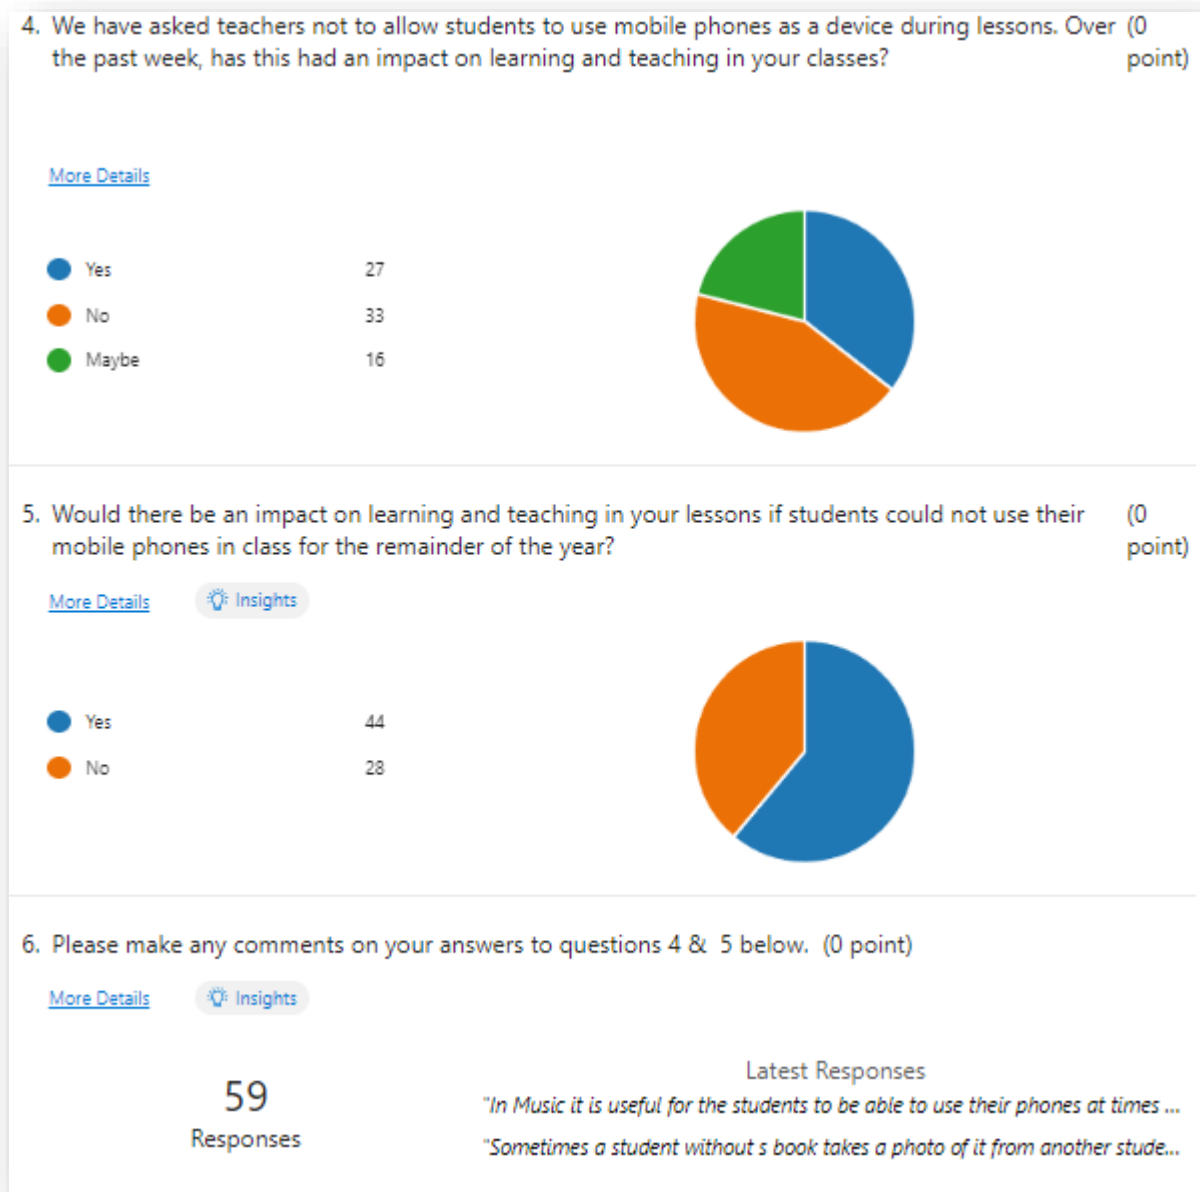 4. We have asked teachers not to allow students to use mobile phones as a device during lessons. Over (0
the past week, has this had an impact on learning and teaching in your classes? point)
More Details
Yes 27
No 33
Maybe 16
5. Would there be an impact on learning and teaching in your lessons if students could not use their (0
mobile phones in class for the remainder of the year? point)
More Details Insights
Yes 44
No 28
6. Please make any comments on your answers to questions 4 & 5 below. (0 point)
More Details Insights
59
Responses
Latest Responses
"In Music it is useful for the students to be able to use their phones at times ...
"Sometimes a student without s book takes a photo of it from another stude...